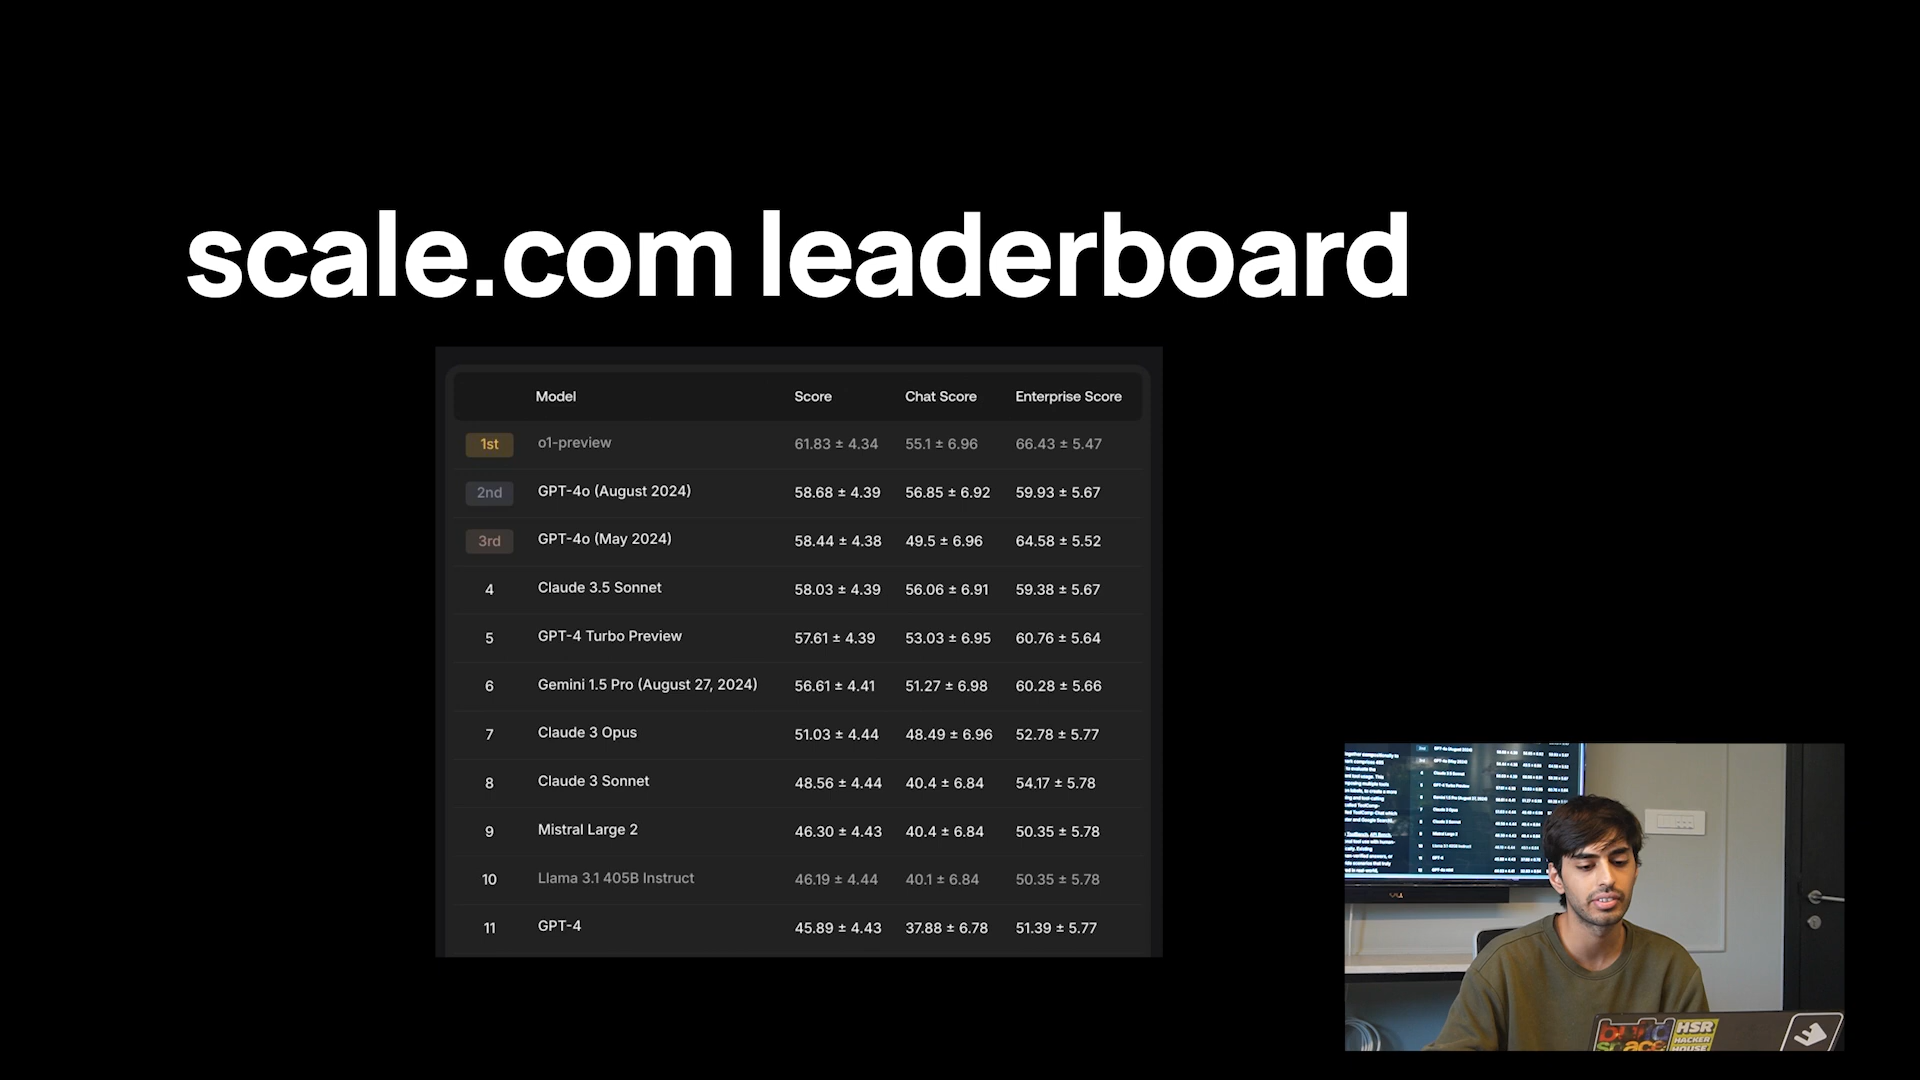 scale.com leaderboard
Model Score Chat Score Enterprise Score
1st o1-preview 61.83 ± 4.34 55.1 ± 6.96 66.43 ± 5.47
2nd GPT-4o (August 2024) 58.68 ± 4.39 56.85 ± 6.92 59.93 ± 5.67
3rd GPT-4o (May 2024) 58.44 ± 4.38 49.5 ± 6.96 64.58 ± 5.52
4 Claude 3.5 Sonnet 58.03 ± 4.39 56.06 ± 6.91 59.38 ± 5.67
5 GPT-4 Turbo Preview 57.61 ± 4.39 53.03 ± 6.95 60.76 ± 5.64
6 Gemini 1.5 Pro (August 27, 2024) 56.61 ± 4.41 51.27 ± 6.98 60.28 ± 5.66
7 Claude 3 Opus 51.03 ± 4.44 48.49 ± 6.96 52.78 ± 5.77
8 Claude 3 Sonnet 48.56 ± 4.44 40.4 ± 6.84 54.17 ± 5.78
9 Mistral Large 2 46.30 ± 4.43 40.4 ± 6.84 50.35 ± 5.78
10 Llama 3.1 405B Instruct 46.19 ± 4.44 40.1 ± 6.84 50.35 ± 5.78
11 GPT-4 45.89 ± 4.43 37.88 ± 6.78 51.39 ± 5.77
build
space
HSR
HACKER
HOUSE